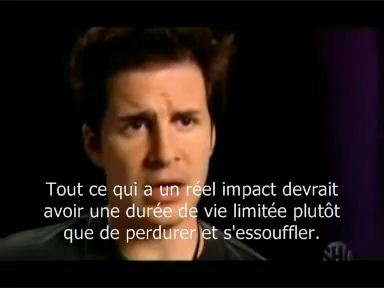 Tout ce qui a un réel impact devrait
avoir une durée de vie limitée plutôt
que de perdurer et s'essouffler.
SHO